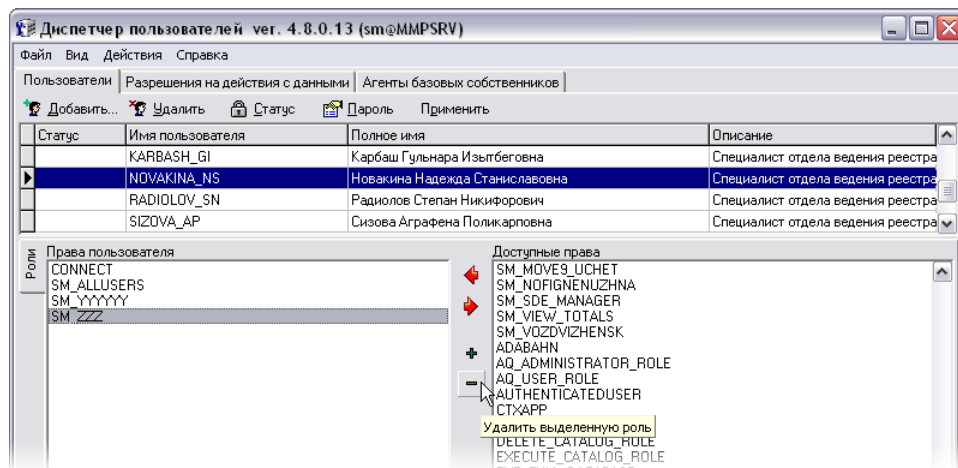 Диспетчер пользователей ver. 4.8.0.13 (sm@MMPSRV)
Файл Вид Действия Справка
Пользователи Разрешения на действия с данными Агенты базовых собственников
Добавить... Удалить Статус Пароль Применить
Статус Имя пользователя Полное имя Описание
KARBASH_GI Карбаш Гульнара Изытбеговна Специалист отдела ведения реестра
NOVAKINA_NS Новакина Надежда Станиславовна Специалист отдела ведения реестра
RADIOLOV_SN Радиолов Степан Никифорович Специалист отдела ведения реестра
SIZOVA_AP Сизова Аграфена Поликарповна Специалист отдела ведения реестра
Роли
Права пользователя
CONNECT
SM_ALLUSERS
SM_YYYYYY
SM_ZZZ
Доступные права
SM_MOVE9_UCHET
SM_NOFIGNENUZHNA
SM_SDE_MANAGER
SM_VIEW_TOTALS
SM_VOZDVIZHENSK
ADABAHN
AQ_ADMINISTRATOR_ROLE
AQ_USER_ROLE
AUTHENTICATEDUSER
CTXAPP
Удалить выделенную роль
DELETE_CATALOG_ROLE
EXECUTE_CATALOG_ROLE